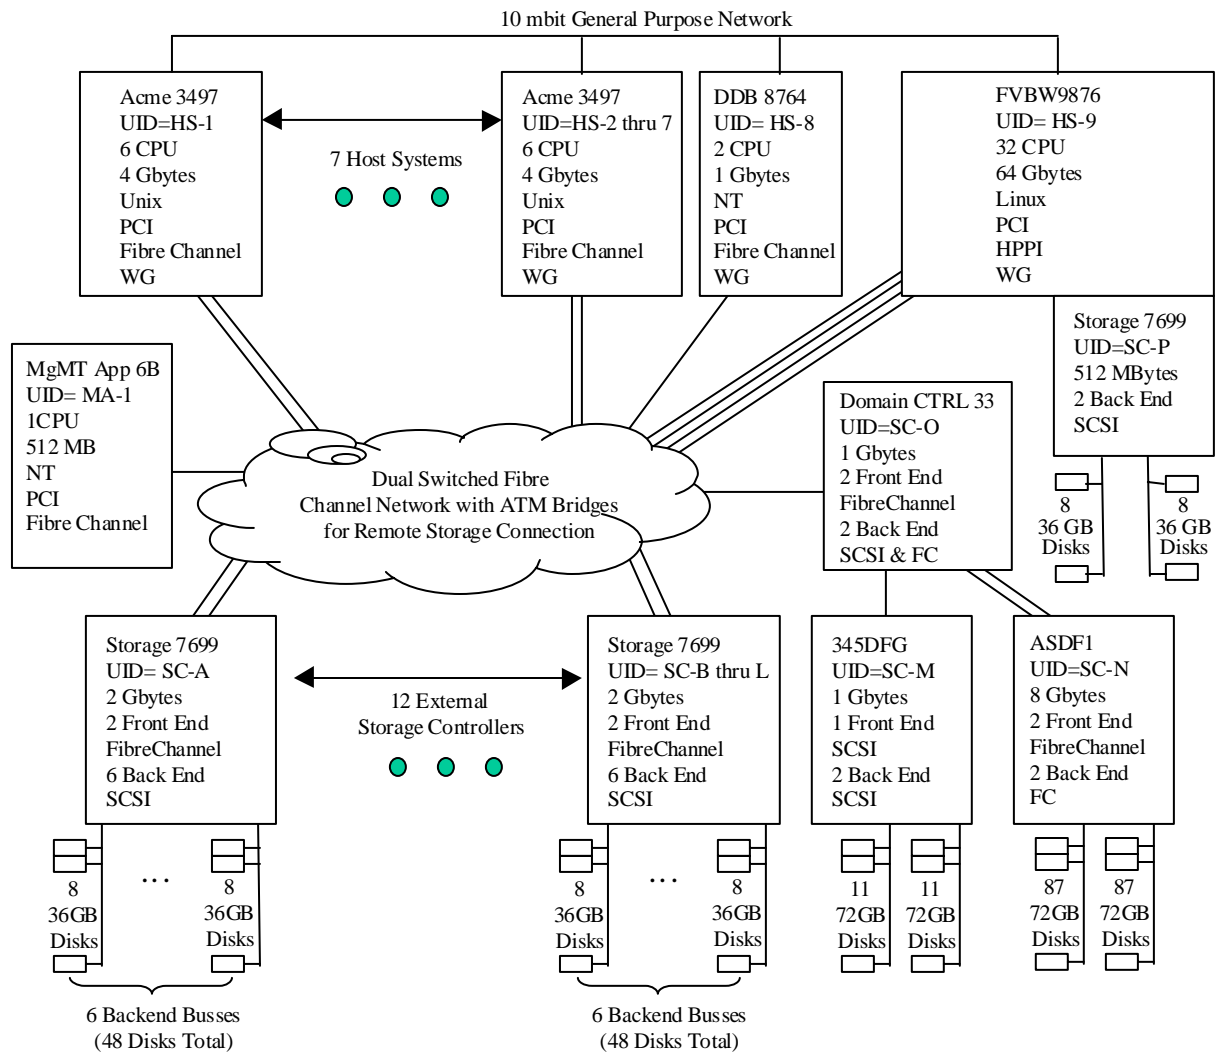 10 mbit General Purpose Network
Acme 3497
UID=HS-1
6 CPU
4 Gbytes
Unix
PCI
Fibre Channel
WG
7 Host Systems
Acme 3497
UID=HS-2 thru 7
6 CPU
4 Gbytes
Unix
PCI
Fibre Channel
WG
DDB 8764
UID= HS-8
2 CPU
1 Gbytes
NT
PCI
Fibre Channel
WG
FVBW9876
UID= HS-9
32 CPU
64 Gbytes
Linux
PCI
HPPI
WG
Storage 7699
UID=SC-P
512 MBytes
2 Back End
SCSI
8
36 GB
Disks
8
36 GB
Disks
MgMT App 6B
UID= MA-1
1CPU
512 MB
NT
PCI
Fibre Channel
Dual Switched Fibre
Channel Network with ATM Bridges
for Remote Storage Connection
Domain CTRL 33
UID=SC-O
1 Gbytes
2 Front End
FibreChannel
2 Back End
SCSI & FC
Storage 7699
UID= SC-A
2 Gbytes
2 Front End
FibreChannel
6 Back End
SCSI
12 External
Storage Controllers
Storage 7699
UID= SC-B thru L
2 Gbytes
2 Front End
FibreChannel
6 Back End
SCSI
345DFG
UID=SC-M
1 Gbytes
1 Front End
SCSI
2 Back End
SCSI
ASDF1
UID=SC-N
8 Gbytes
2 Front End
FibreChannel
2 Back End
FC
8
36GB
Disks
...
8
36GB
Disks
6 Backend Busses
(48 Disks Total)
8
36GB
Disks
...
8
36GB
Disks
6 Backend Busses
(48 Disks Total)
11
72GB
Disks
11
72GB
Disks
87
72GB
Disks
87
72GB
Disks